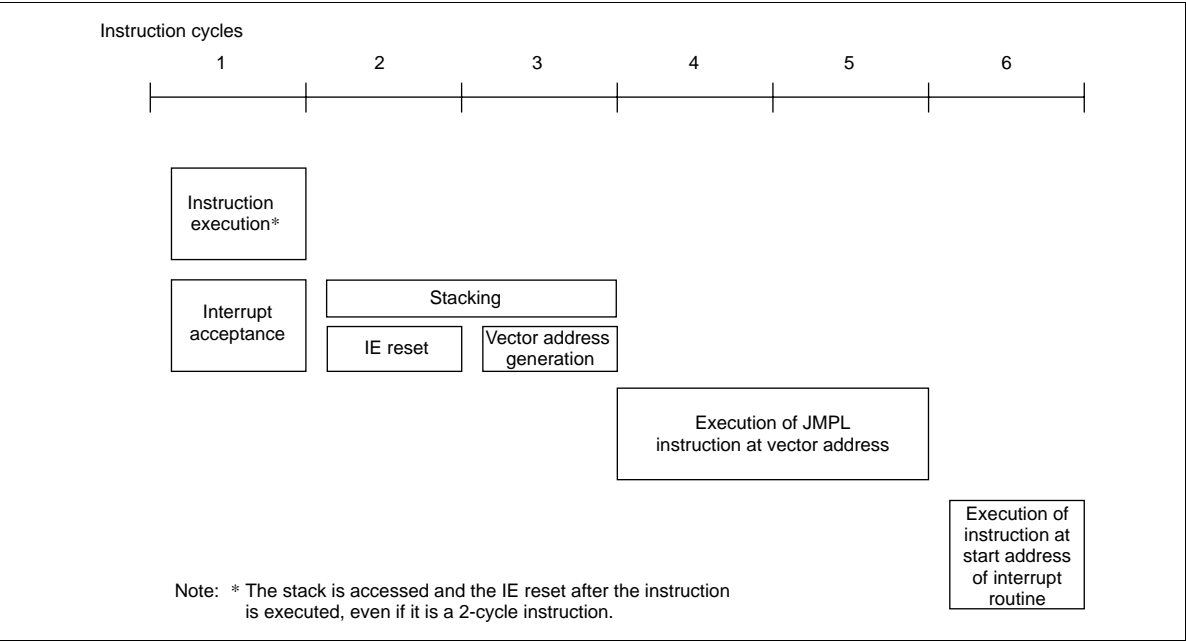 Instruction cycles
1 2 3 4 5 6
Instruction
execution*
Interrupt
acceptance
Stacking
IE reset
Vector address
generation
Execution of JMPL
instruction at vector address
Execution of
instruction at
start address
of interrupt
routine
Note: * The stack is accessed and the IE reset after the instruction
is executed, even if it is a 2-cycle instruction.